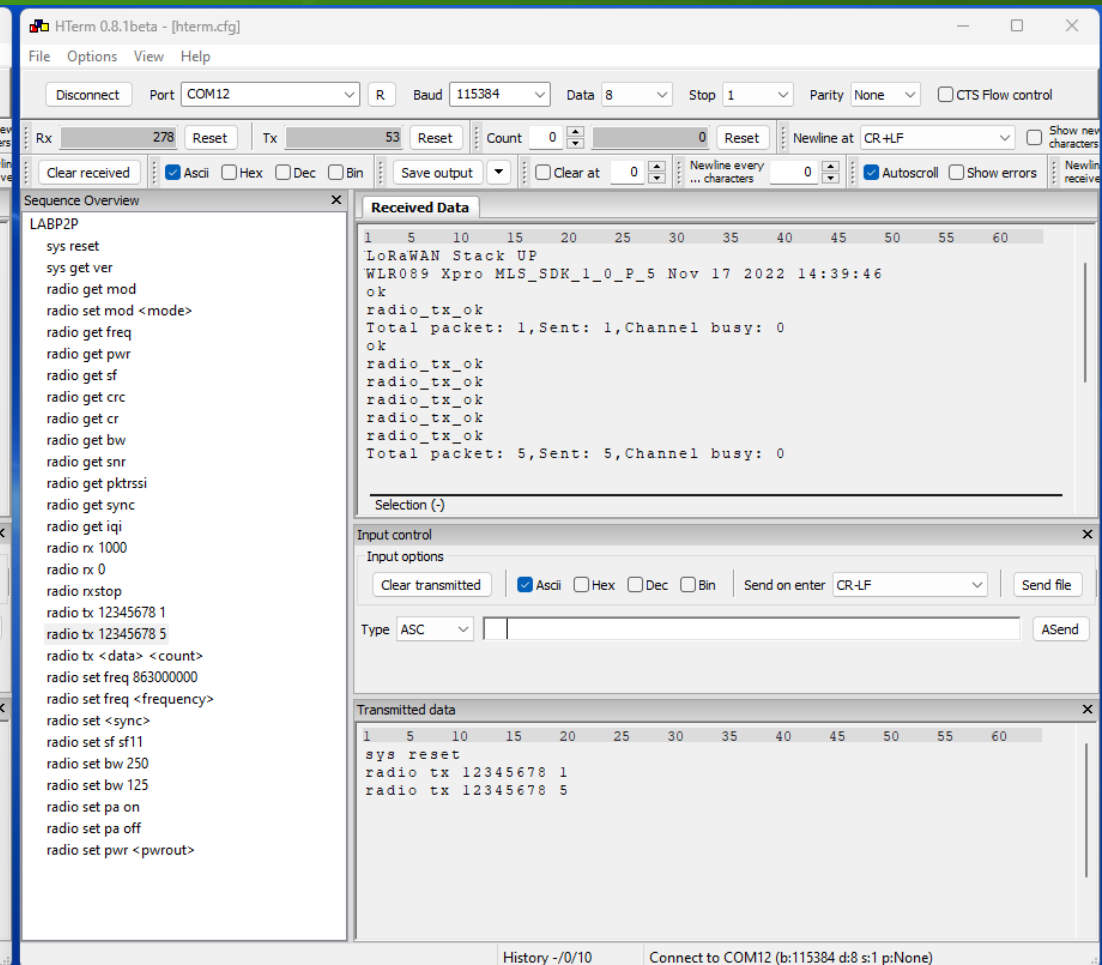 HTerm 0.8.1beta - [hterm.cfg]
File Options View Help
Disconnect Port COM12 R Baud 115384 Data 8 Stop 1 Parity None CTS Flow control
Rx 278 Reset Tx 53 Reset Count 0 0 Reset Newline at CR+LF Show new characters
Clear received Ascii Hex Dec Bin Save output Clear at 0 Newline every ... characters 0 Autoscroll Show errors
Sequence Overview
LABP2P
sys reset
sys get ver
radio get mod
radio set mod <mode>
radio get freq
radio get pwr
radio get sf
radio get crc
radio get cr
radio get bw
radio get snr
radio get pktrssi
radio get sync
radio get iqi
radio rx 1000
radio rx 0
radio rxstop
radio tx 12345678 1
radio tx 12345678 5
radio tx <data> <count>
radio set freq 863000000
radio set freq <frequency>
radio set <sync>
radio set sf sf11
radio set bw 250
radio set bw 125
radio set pa on
radio set pa off
radio set pwr <pwrout>
Received Data
1 5 10 15 20 25 30 35 40 45 50 55 60
LoRaWAN Stack UP
WLR089 Xpro MLS_SDK_1_0_P_5 Nov 17 2022 14:39:46
ok
radio_tx_ok
Total packet: 1,Sent: 1,Channel busy: 0
ok
radio_tx_ok
radio_tx_ok
radio_tx_ok
radio_tx_ok
radio_tx_ok
Total packet: 5,Sent: 5,Channel busy: 0
Selection (-)
Input control
Input options
Clear transmitted Ascii Hex Dec Bin Send on enter CR-LF Send file
Type ASC ASend
Transmitted data
1 5 10 15 20 25 30 35 40 45 50 55 60
sys reset
radio tx 12345678 1
radio tx 12345678 5
History -/0/10 Connect to COM12 (b:115384 d:8 s:1 p:None)